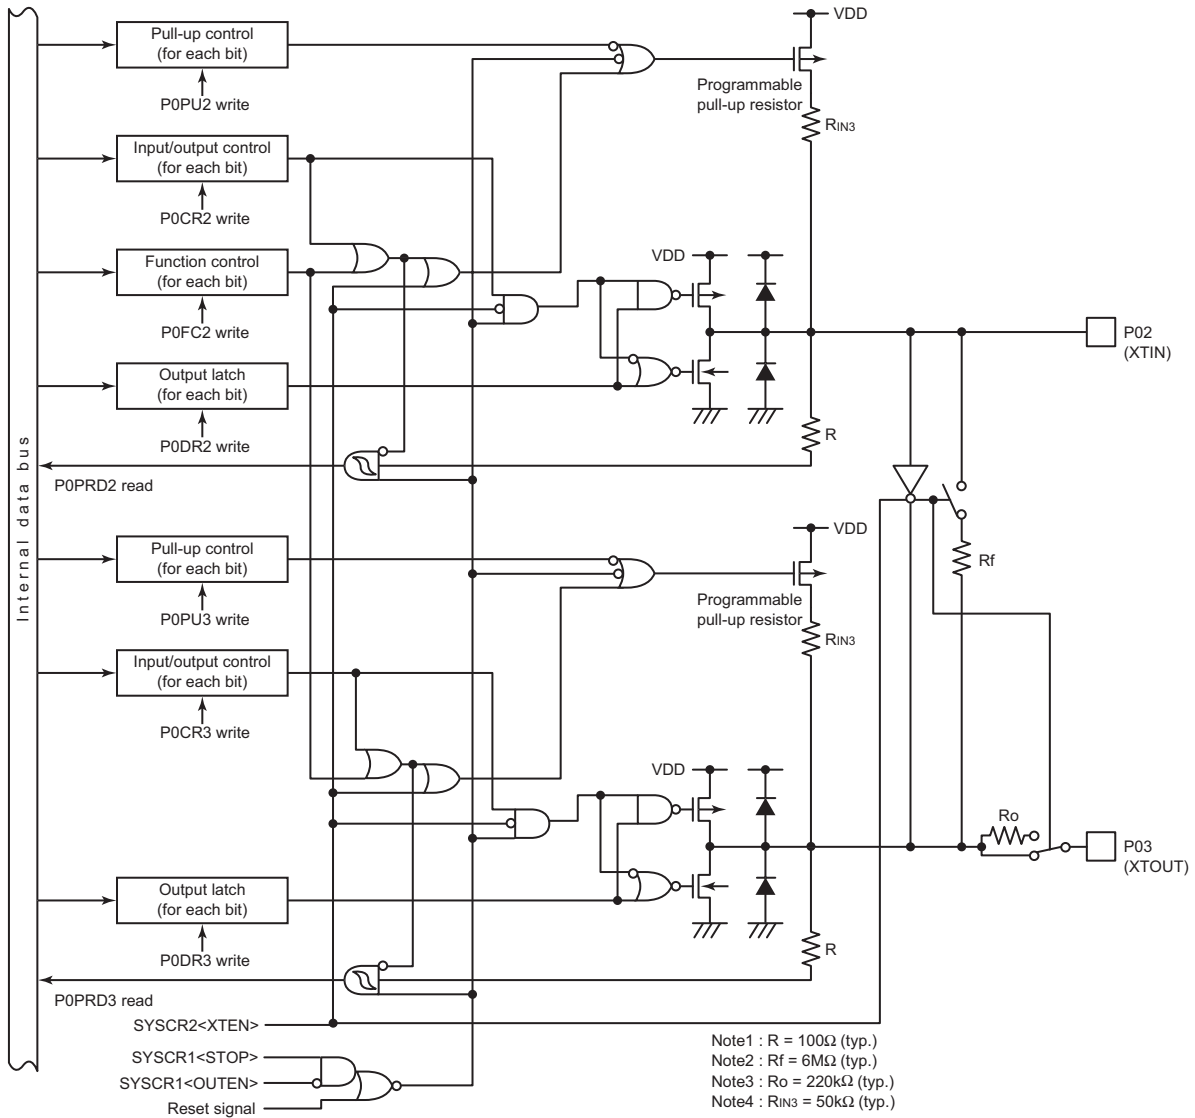 VDD
Pull-up control
(for each bit)
P0PU2 write
Programmable
pull-up resistor
RIN3
Input/output control
(for each bit)
P0CR2 write
Function control
(for each bit)
P0FC2 write
VDD
P02
(XTIN)
Output latch
(for each bit)
P0DR2 write
R
P0PRD2 read
Internal data bus
VDD
Pull-up control
(for each bit)
Rf
P0PU3 write
Programmable
pull-up resistor
RIN3
Input/output control
(for each bit)
P0CR3 write
VDD
Ro
P03
(XTOUT)
Output latch
(for each bit)
P0DR3 write
R
P0PRD3 read
SYSCR2<XTEN>
SYSCR1<STOP>
SYSCR1<OUTEN>
Reset signal
Note1 : R = 100Ω (typ.)
Note2 : Rf = 6MΩ (typ.)
Note3 : Ro = 220kΩ (typ.)
Note4 : RIN3 = 50kΩ (typ.)